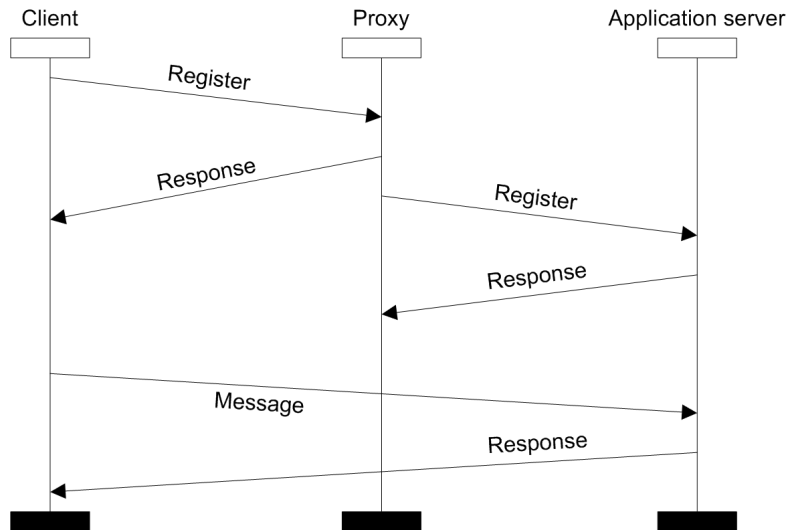 Client
Proxy
Application server
Register
Response
Register
Response
Message
Response